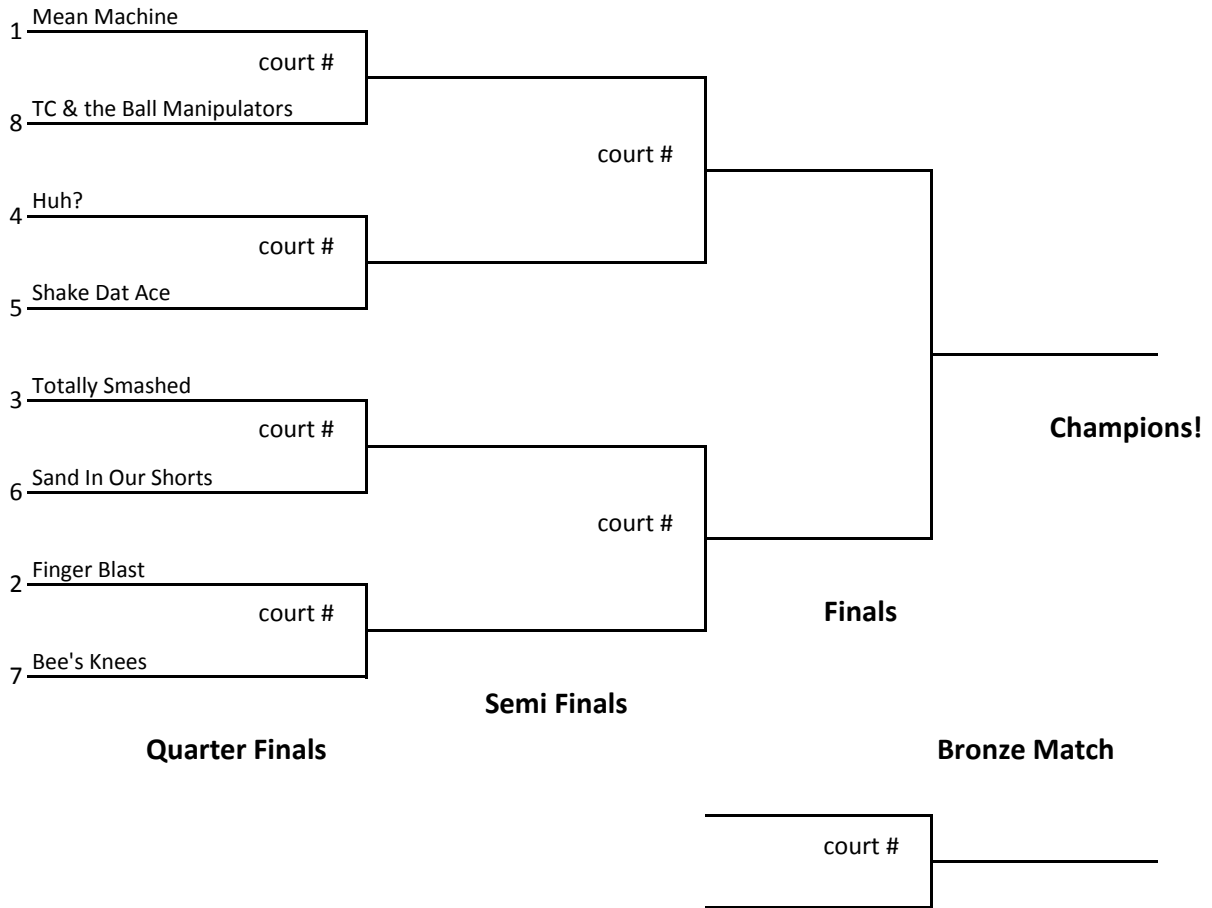 Mean Machine
1
court #
TC & the Ball Manipulators
8
court #
Huh?
4
court #
Shake Dat Ace
5
Totally Smashed
3
court #
Champions!
Sand In Our Shorts
6
court #
Finger Blast
2
court #
Finals
Bee's Knees
7
Semi Finals
Quarter Finals
Bronze Match
court #